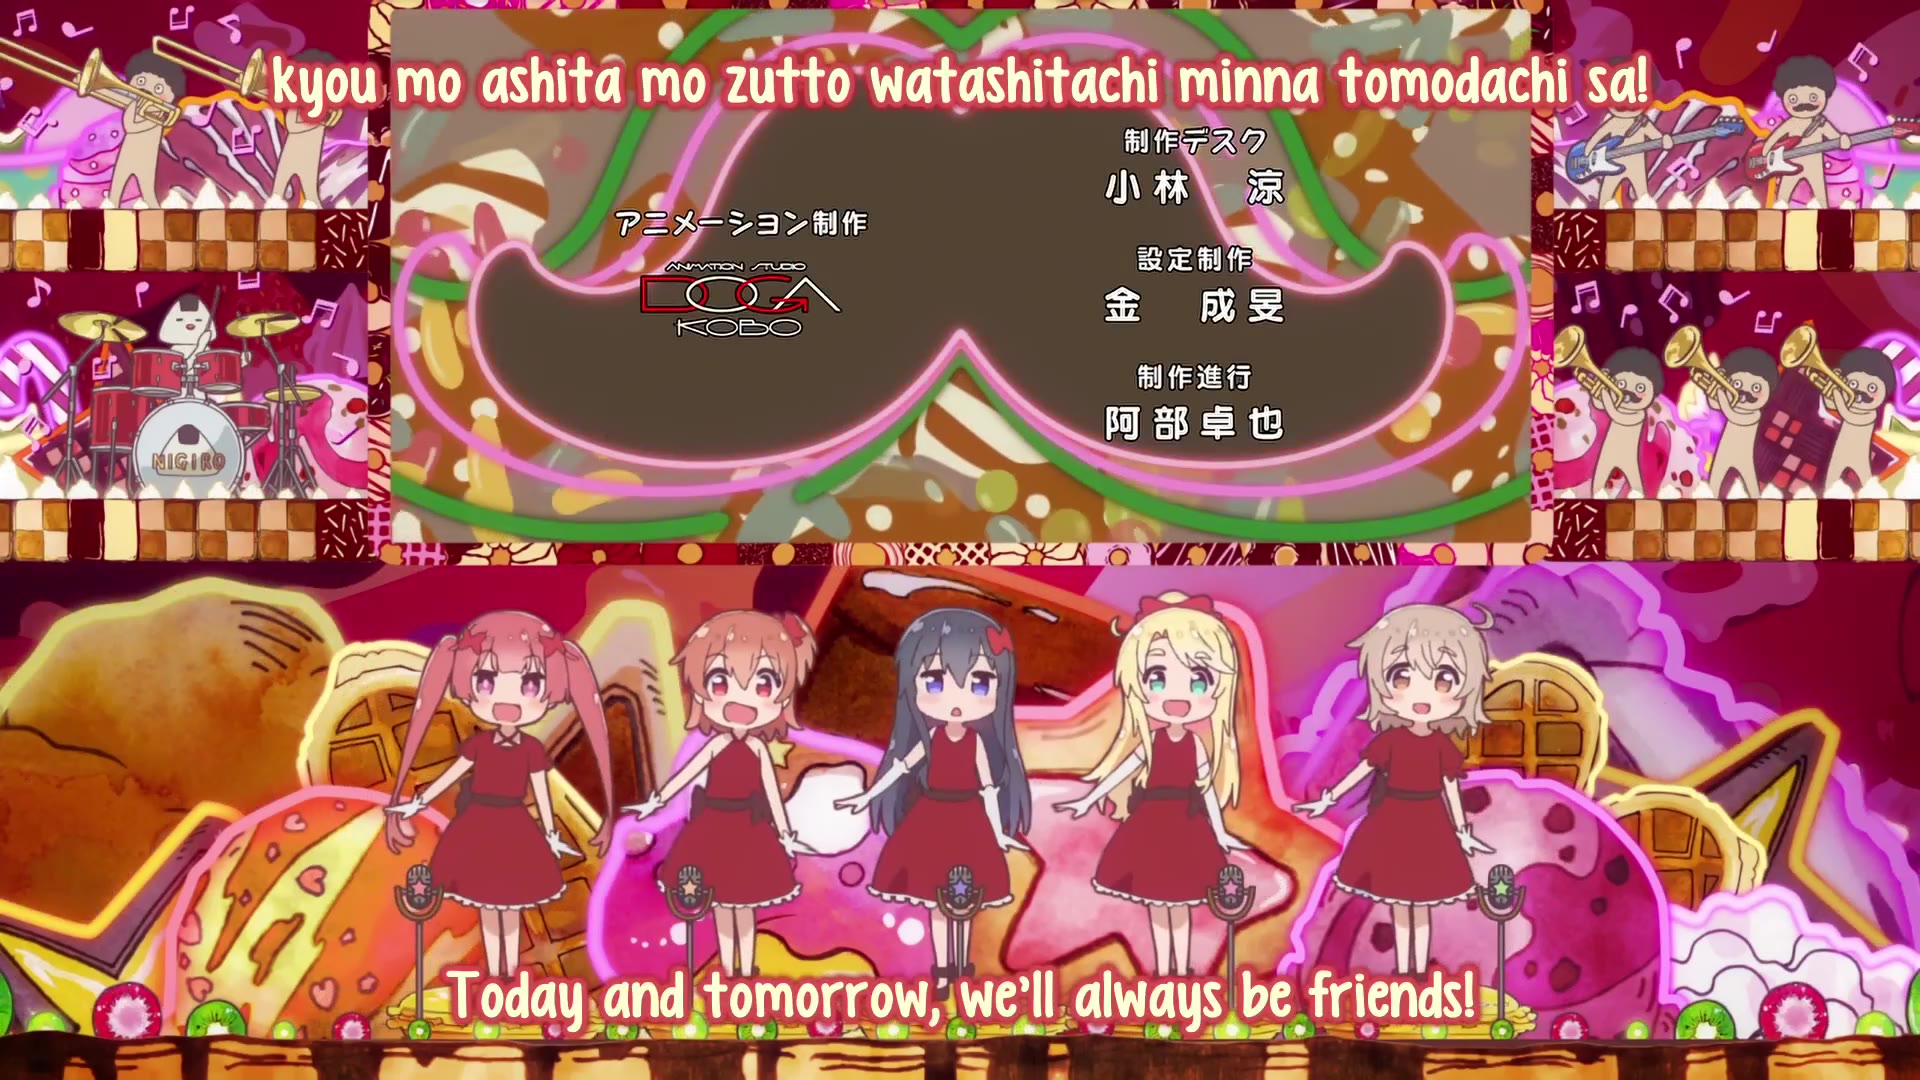 kyou mo ashita mo zutto watashitachi minna tomodachi sa!
アニメーション制作
ANIMATION STUDIO
DOGA
KOBO
制作デスク
小林 涼
設定制作
金 成旻
制作進行
阿部卓也
NIGIRO
Today and tomorrow, we'll always be friends!